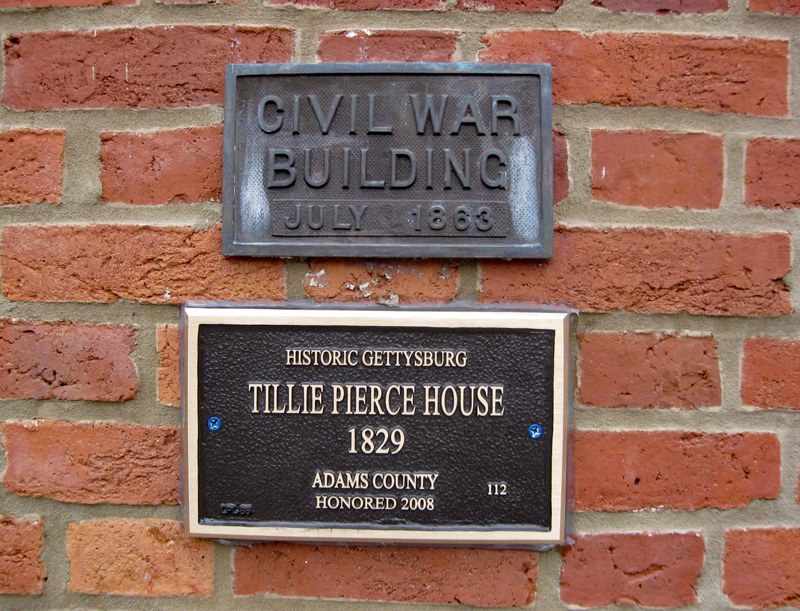 CIVIL WAR
BUILDING
JULY 1863
HISTORIC GETTYSBURG
TILLIE PIERCE HOUSE
1829
ADAMS COUNTY
112
HONORED 2008